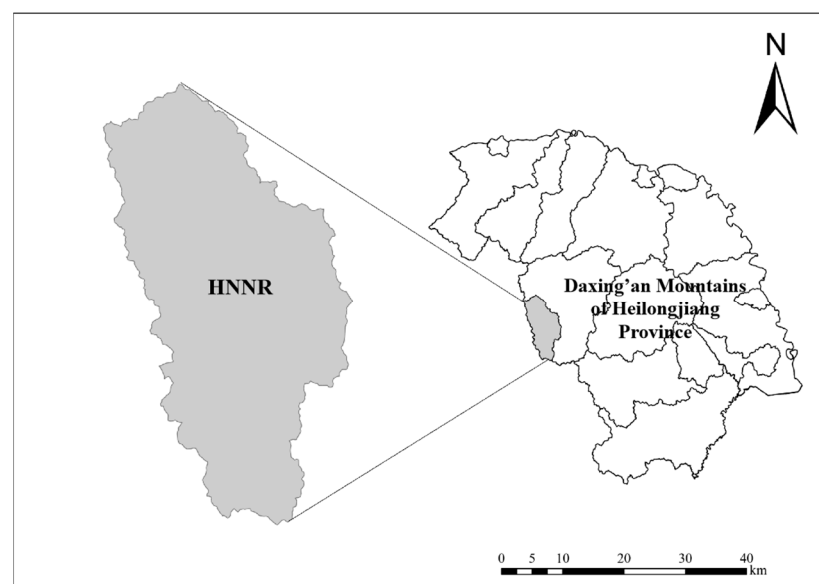 N
HNNR
Daxing’an Mountains
of Heilongjiang
Province
0 5 10 20 30 40
km